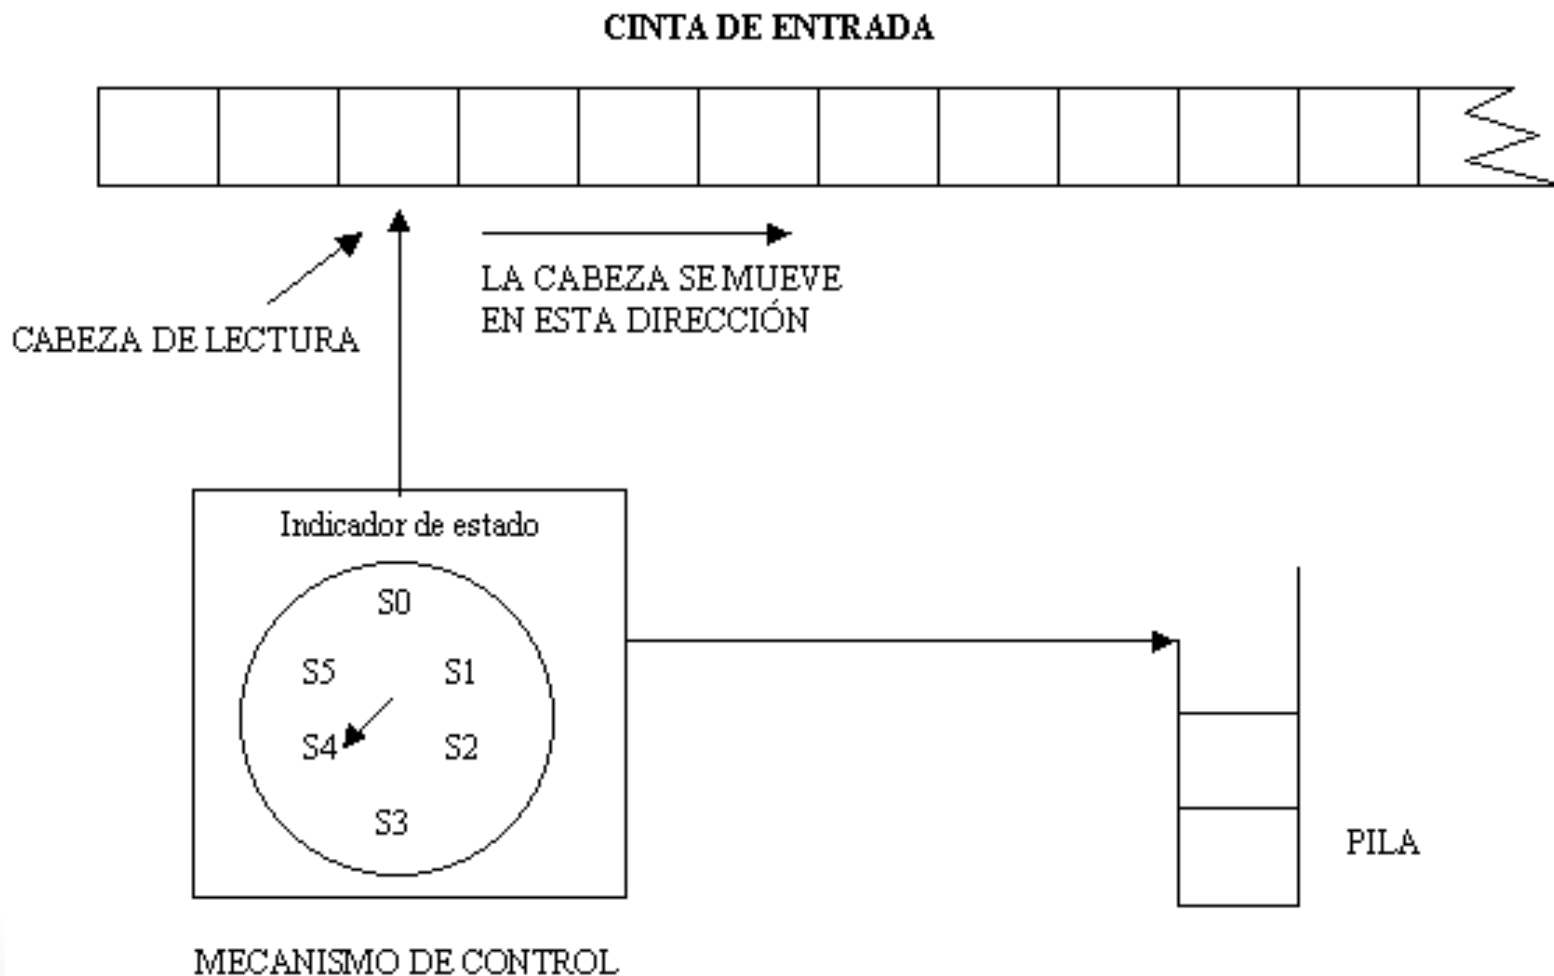 CINTA DE ENTRADA
LA CABEZA SE MUEVE
EN ESTA DIRECCIÓN
CABEZA DE LECTURA
Indicador de estado
S0
S5
S1
S4
S2
S3
PILA
MECANISMO DE CONTROL